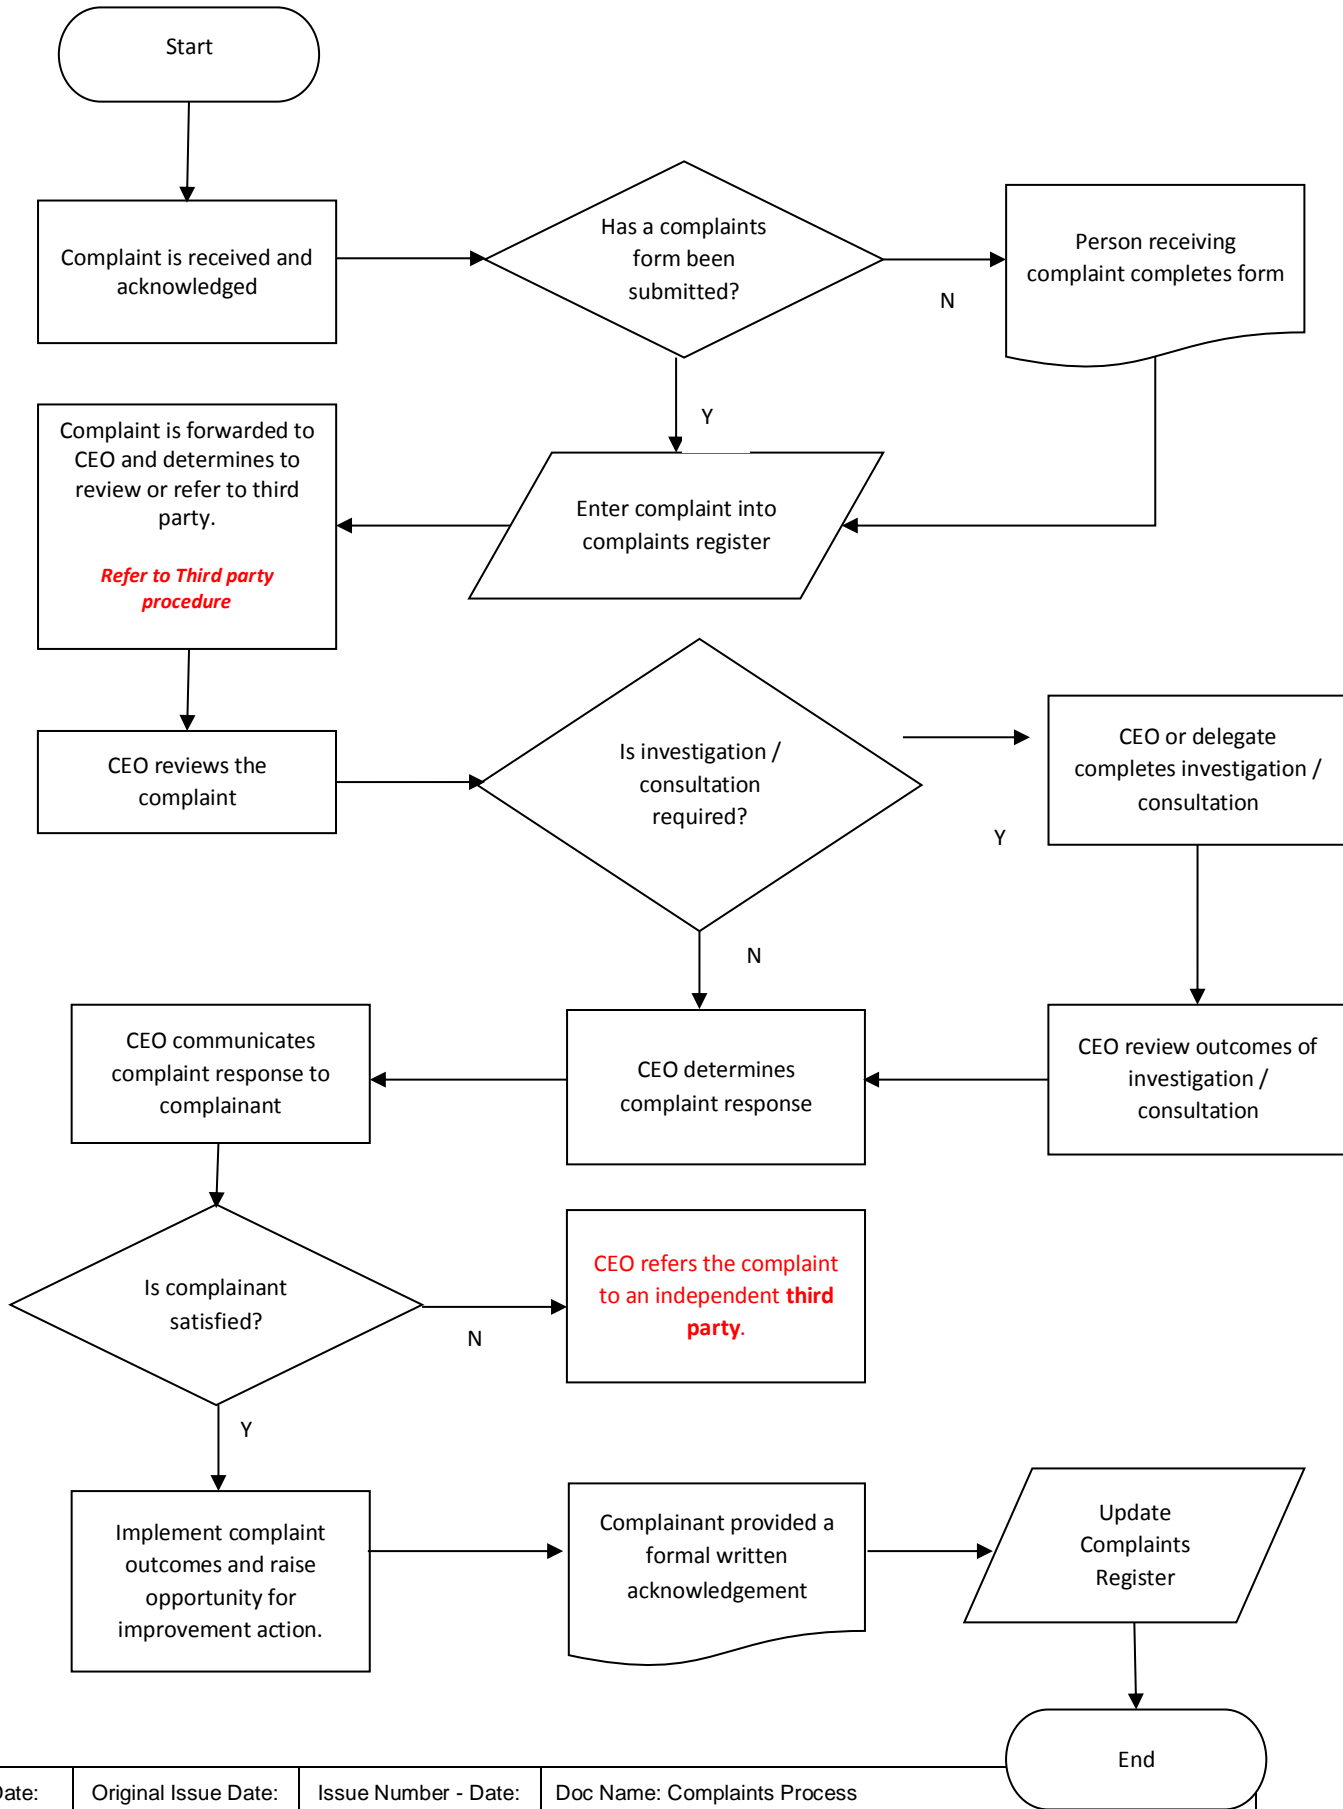 Start
Complaint is received and
acknowledged
Has a complaints
form been
submitted?
N
Person receiving
complaint completes form
Y
Complaint is forwarded to
CEO and determines to
review or refer to third
party.
Refer to Third party
procedure
Enter complaint into
complaints register
CEO reviews the
complaint
Is investigation /
consultation
required?
Y
CEO or delegate
completes investigation /
consultation
N
CEO communicates
complaint response to
complainant
CEO determines
complaint response
CEO review outcomes of
investigation /
consultation
Is complainant
satisfied?
N
CEO refers the complaint
to an independent third
party.
Y
Implement complaint
outcomes and raise
opportunity for
improvement action.
Complainant provided a
formal written
acknowledgement
Update
Complaints
Register
End
Date:
Original Issue Date:
Issue Number - Date:
Doc Name: Complaints Process